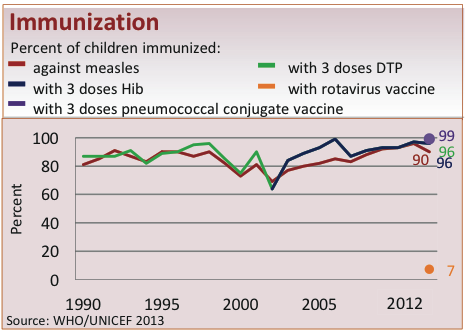 Immunization
Percent of children immunized:
against measles
with 3 doses DTP
with 3 doses Hib
with rotavirus vaccine
with 3 doses pneumococcal conjugate vaccine
Percent
100
80
60
40
20
0
99
96
90
96
7
1990 1995 2000 2005 2012
Source: WHO/UNICEF 2013